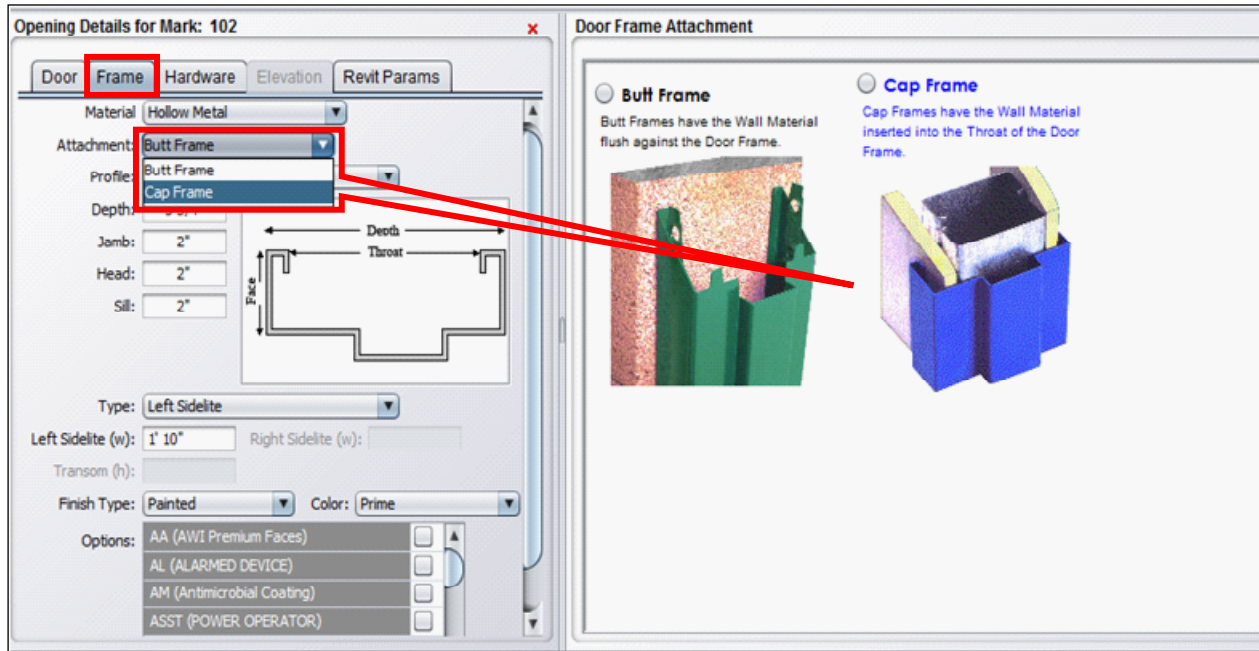 Opening Details for Mark: 102
Door Frame Hardware Elevation Revit Params
Material Hollow Metal
Attachment: Butt Frame
Butt Frame
Cap Frame
Profile:
Depth:
Jamb: 2"
Head: 2"
Sill: 2"
Depth
Throat
Face
Type: Left Sidelite
Left Sidelite (w): 1' 10" Right Sidelite (w):
Transom (h):
Finish Type: Painted Color: Prime
Options: AA (AWI Premium Faces)
AL (ALARMED DEVICE)
AM (Antimicrobial Coating)
ASST (POWER OPERATOR)
Door Frame Attachment
Butt Frame
Butt Frames have the Wall Material
flush against the Door Frame.
Cap Frame
Cap Frames have the Wall Material
inserted into the Throat of the Door
Frame.